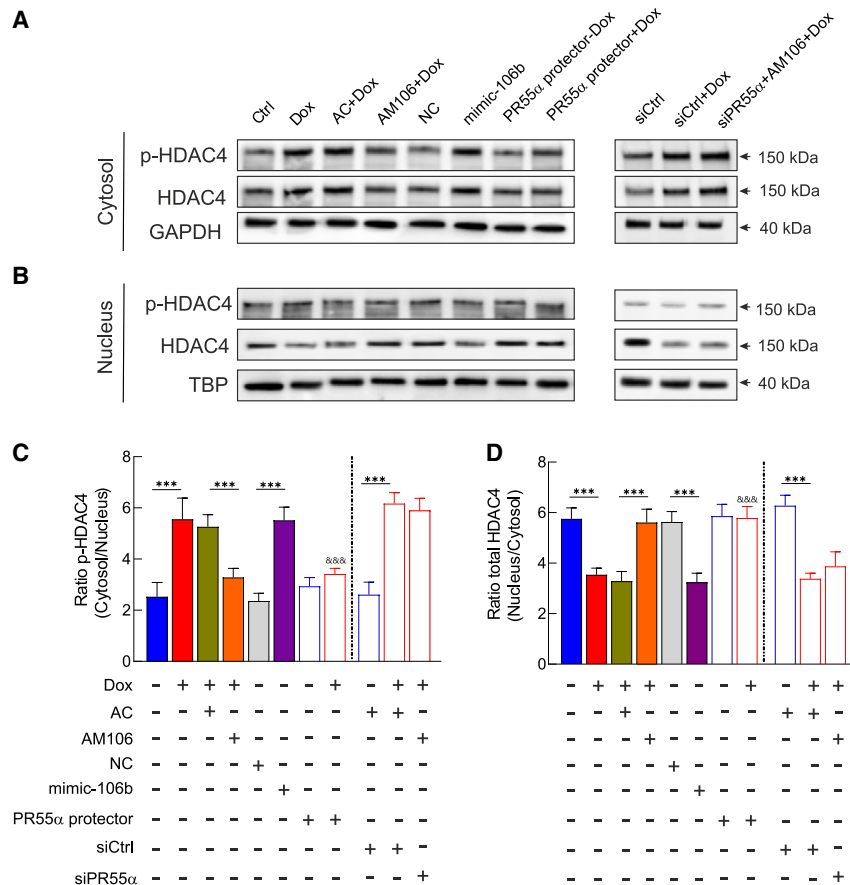 A
Ctrl
Dox
AC+Dox
AM106+Dox
NC
mimic-106b
PR55α protector-Dox
PR55α protector+Dox
siCtrl
siCtrl+Dox
siPR55α+AM106+Dox
Cytosol
p-HDAC4
150 kDa
HDAC4
150 kDa
GAPDH
40 kDa
B
Nucleus
p-HDAC4
150 kDa
HDAC4
150 kDa
TBP
40 kDa
C
Ratio p-HDAC4
(Cytosol/Nucleus)
8
6
4
2
0
*** *** *** &&& ***
D
Ratio total HDAC4
(Nucleus/Cytosol)
8
6
4
2
0
*** *** *** &&& ***
Dox - + + + - - - + - + + - + + + - - - + - + +
AC - - + - - - - - + + - - - + - - - - - + + -
AM106 - - - + - - - - - - + - - - + - - - - - - +
NC - - - - + - - - - - - - - - - + - - - - - -
mimic-106b - - - - - + - - - - - - - - - - + - - - - -
PR55α protector - - - - - - + + - - - - - - - - - + + - - -
siCtrl - - - - - - - - + + - - - - - - - - - + + -
siPR55α - - - - - - - - - - + - - - - - - - - - - +